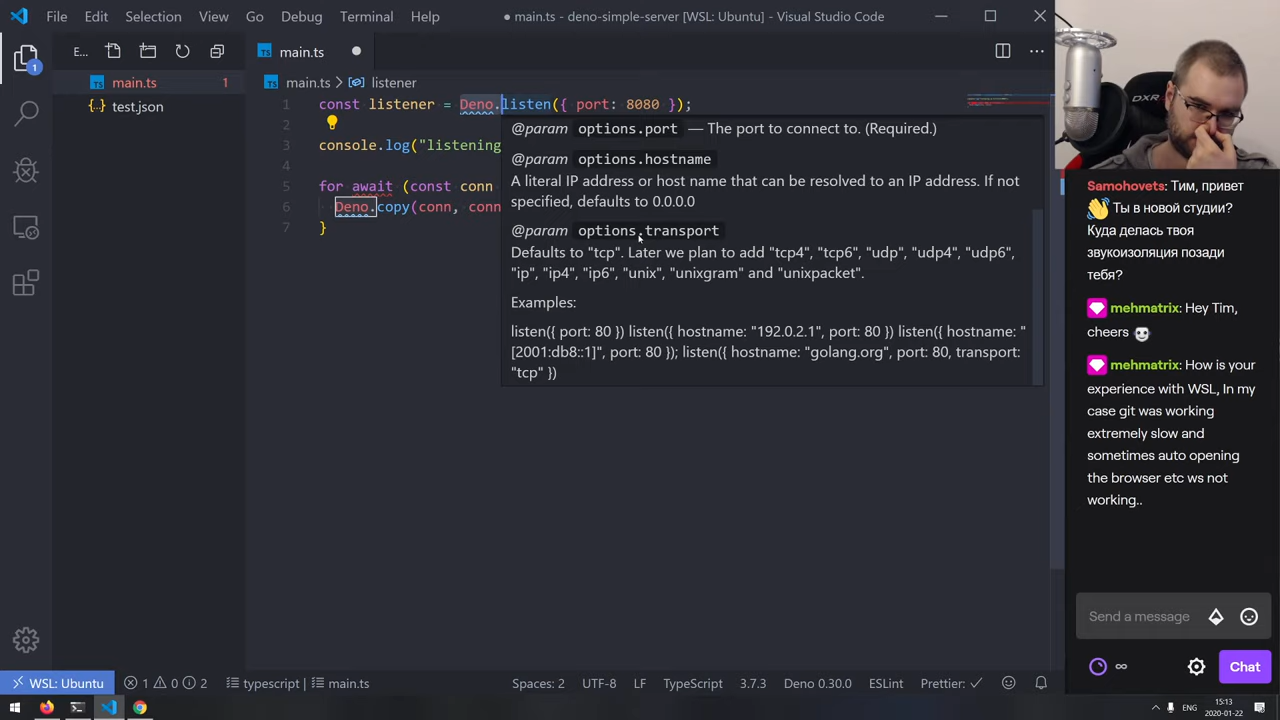 File Edit Selection View Go Debug Terminal Help
● main.ts - deno-simple-server [WSL: Ubuntu] - Visual Studio Code
E...
main.ts 1
{··} test.json
1
TS main.ts
TS main.ts > listener
1 const listener = Deno.listen({ port: 8080 });
2
3 console.log("listening
4
5 for await (const conn
6 Deno.copy(conn, conn
7 }
@param options.port — The port to connect to. (Required.)
@param options.hostname
A literal IP address or host name that can be resolved to an IP address. If not
specified, defaults to 0.0.0.0
@param options.transport
Defaults to "tcp". Later we plan to add "tcp4", "tcp6", "udp", "udp4", "udp6",
"ip", "ip4", "ip6", "unix", "unixgram" and "unixpacket".
Examples:
listen({ port: 80 }) listen({ hostname: "192.0.2.1", port: 80 }) listen({ hostname: "
[2001:db8::1]", port: 80 }); listen({ hostname: "golang.org", port: 80, transport:
"tcp" })
DXR
Samohovets: Тим, привет
👋 Ты в новой студии?
Куда делась твоя
звукоизоляция позади
тебя?
mehmatrix: Hey Tim,
cheers
mehmatrix: How is your
experience with WSL, In my
case git was working
extremely slow and
sometimes auto opening
the browser etc ws not
working..
Send a message
∞
Chat
WSL: Ubuntu 1 0 2 typescript | main.ts Spaces: 2 UTF-8 LF TypeScript 3.7.3 Deno 0.30.0 ESLint Prettier: ✓
ENG
15:13
2020-01-22